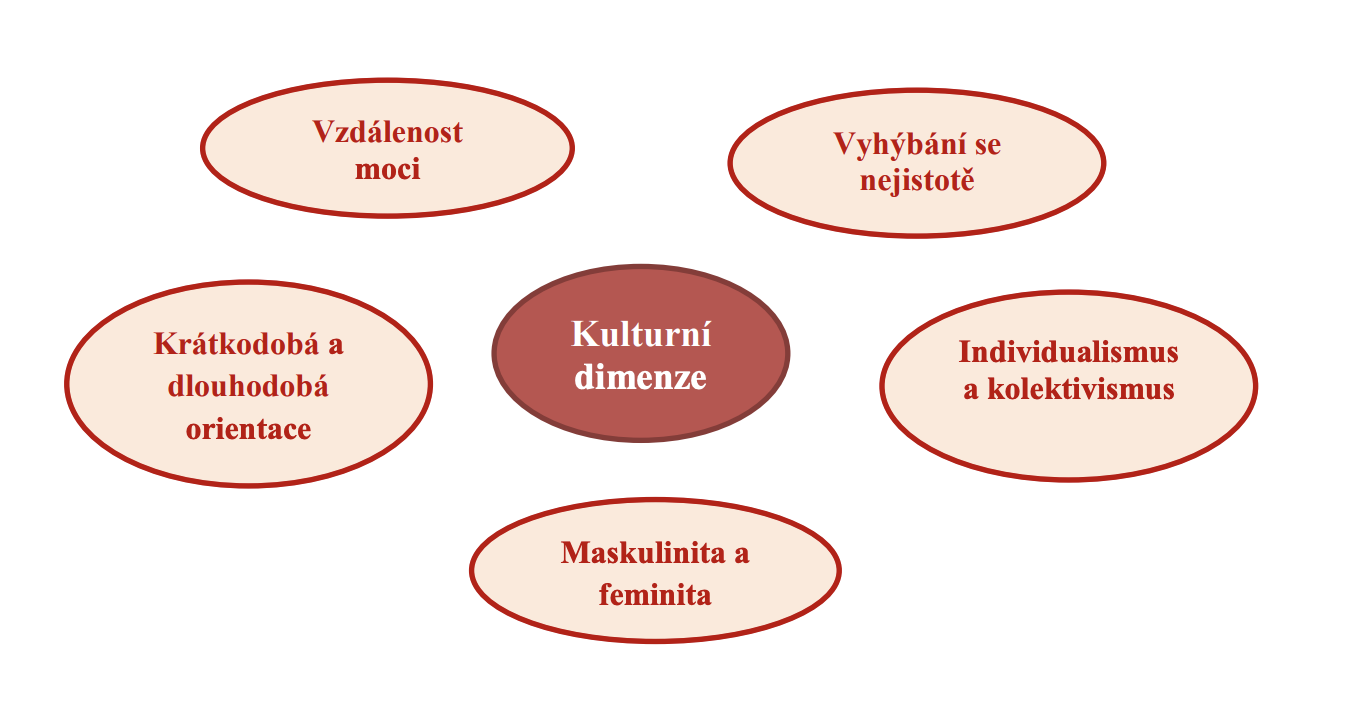 Vzdálenost
moci
Vyhýbání se
nejistotě
Krátkodobá a
dlouhodobá
orientace
Kulturní
dimenze
Individualismus
a kolektivismus
Maskulinita a
feminita